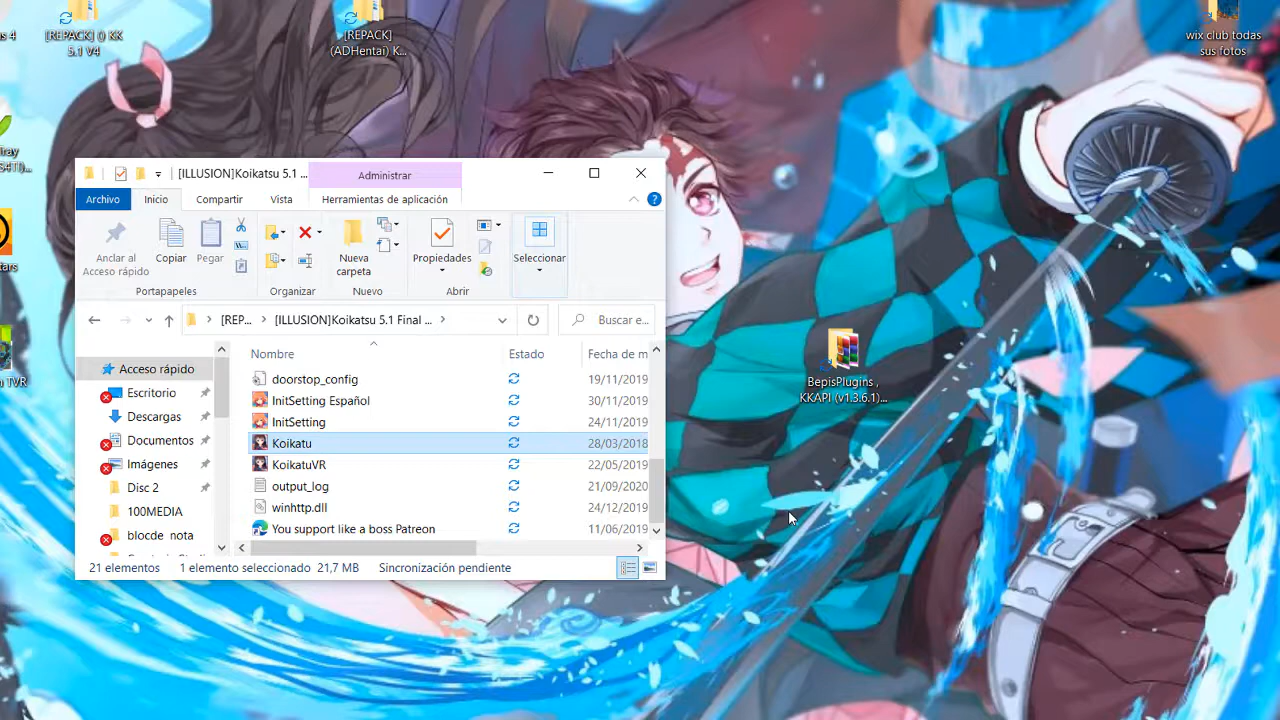 as 4
[REPACK] () KK
5.1 V4
[REPACK]
(ADHentai) K...
wix club todas
sus fotos
Tray
S4TI)...
tars
n TVR
[ILLUSION]Koikatsu 5.1 ...
Administrar
Archivo
Inicio
Compartir
Vista
Herramientas de aplicación
Anclar al
Acceso rápido
Copiar
Pegar
Nueva
carpeta
Propiedades
Seleccionar
Portapapeles
Organizar
Nuevo
Abrir
[REP...
[ILLUSION]Koikatsu 5.1 Final ...
Buscar e...
Nombre
Estado
Fecha de m
Acceso rápido
Escritorio
Descargas
Documentos
Imágenes
Disc 2
100MEDIA
blocde nota
doorstop_config 19/11/2019
InitSetting Español 30/11/2019
InitSetting 24/11/2019
Koikatu 28/03/2018
KoikatuVR 22/05/2019
output_log 21/09/2020
winhttp.dll 24/12/2019
You support like a boss Patreon 11/06/2019
21 elementos
1 elemento seleccionado 21,7 MB
Sincronización pendiente
BepisPlugins ,
KKAPI (v1.3.6.1)...